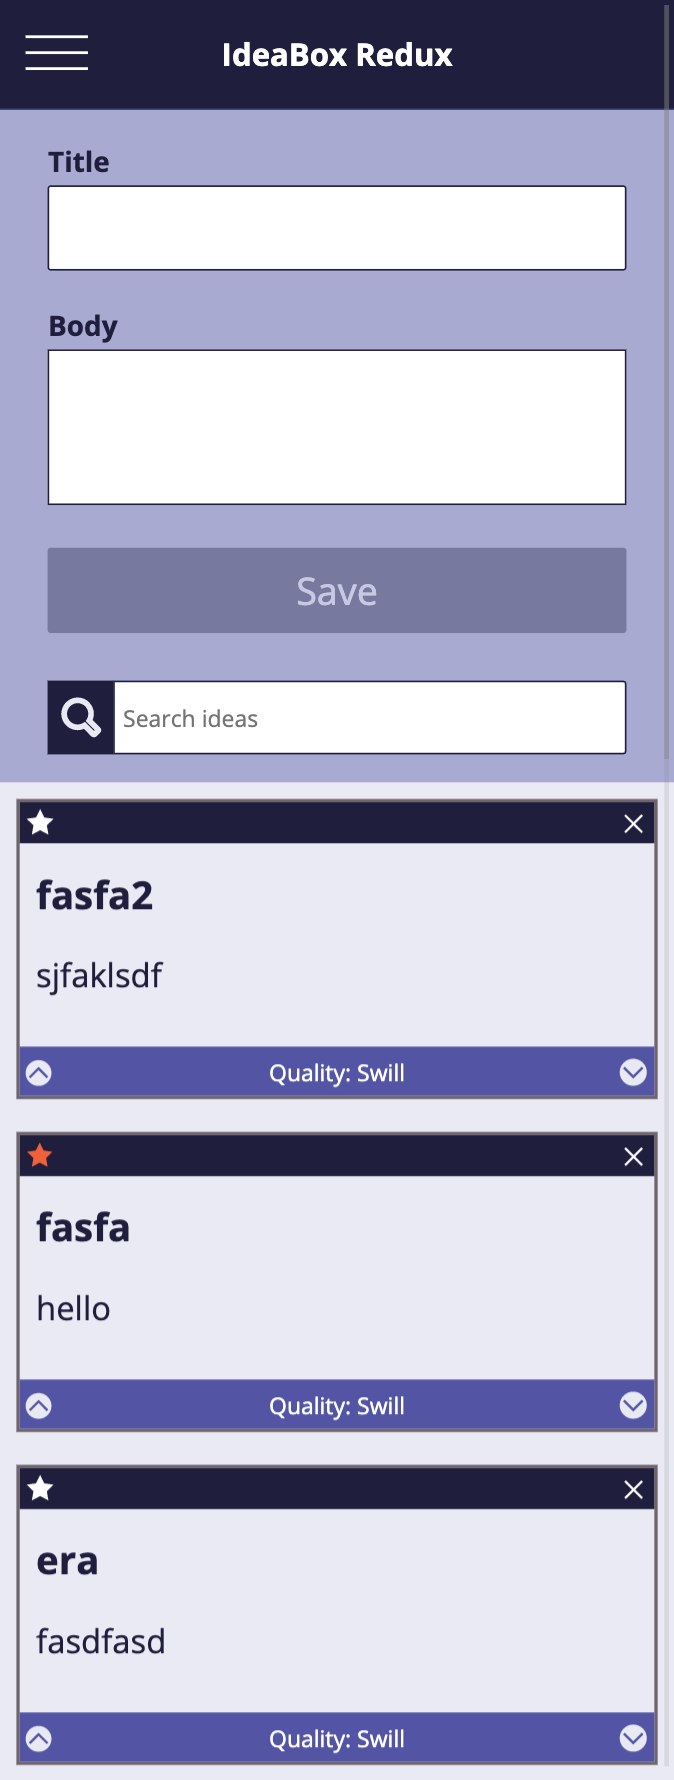 IdeaBox Redux
Title
Body
Save
Search ideas
fasfa2
sjfaklsdf
Quality: Swill
fasfa
hello
Quality: Swill
era
fasdfasd
Quality: Swill